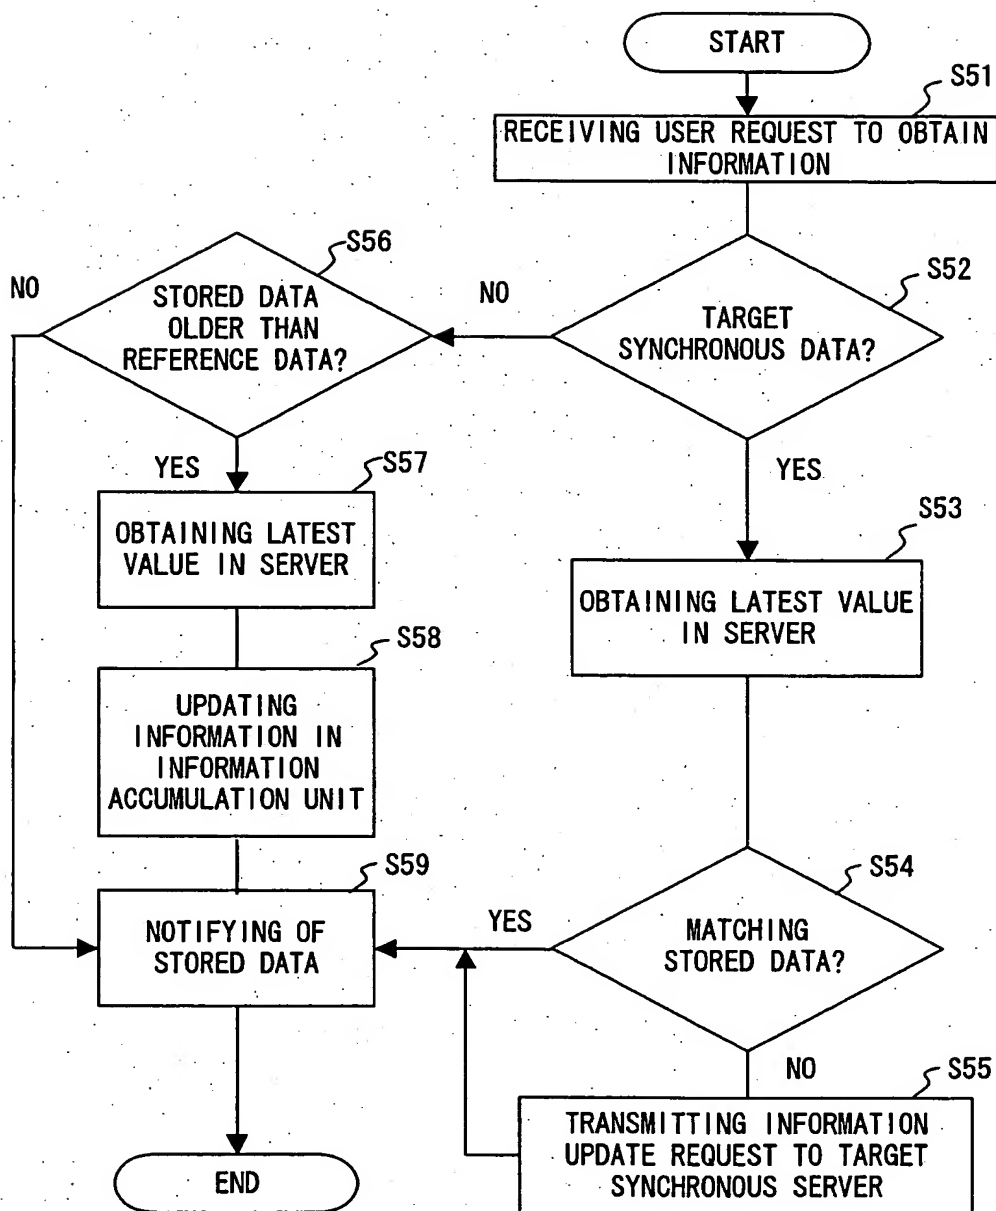 START
S51
RECEIVING USER REQUEST TO OBTAIN
INFORMATION
S56
STORED DATA
OLDER THAN
REFERENCE DATA?
NO
NO
S52
TARGET
SYNCHRONOUS DATA?
YES
S57
OBTAINING LATEST
VALUE IN SERVER
YES
S53
OBTAINING LATEST VALUE
IN SERVER
S58
UPDATING
INFORMATION IN
INFORMATION
ACCUMULATION UNIT
S59
NOTIFYING OF
STORED DATA
YES
S54
MATCHING
STORED DATA?
NO
S55
TRANSMITTING INFORMATION
UPDATE REQUEST TO TARGET
SYNCHRONOUS SERVER
END